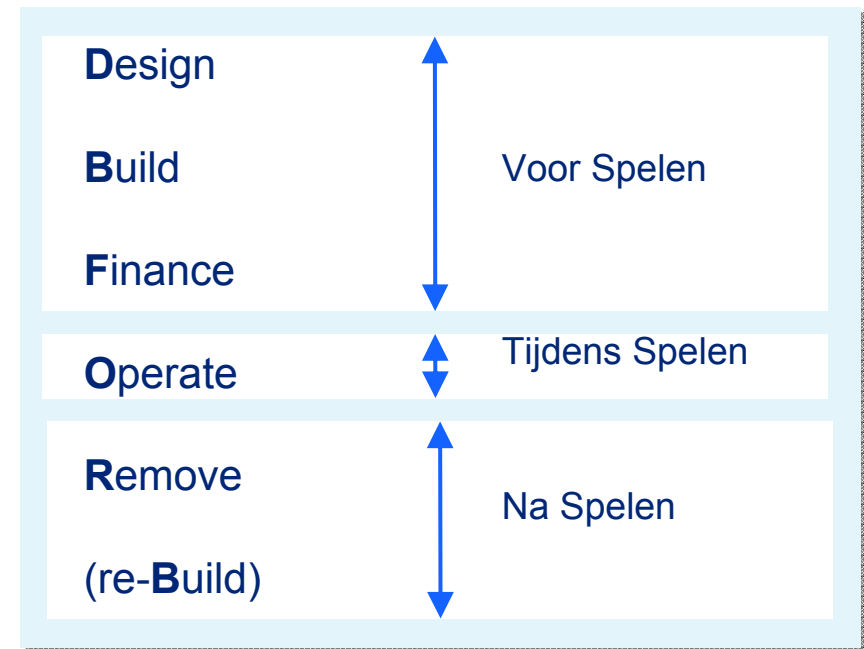 Design
Build
Voor Spelen
Finance
Tijdens Spelen
Operate
Remove
Na Spelen
(re-Build)